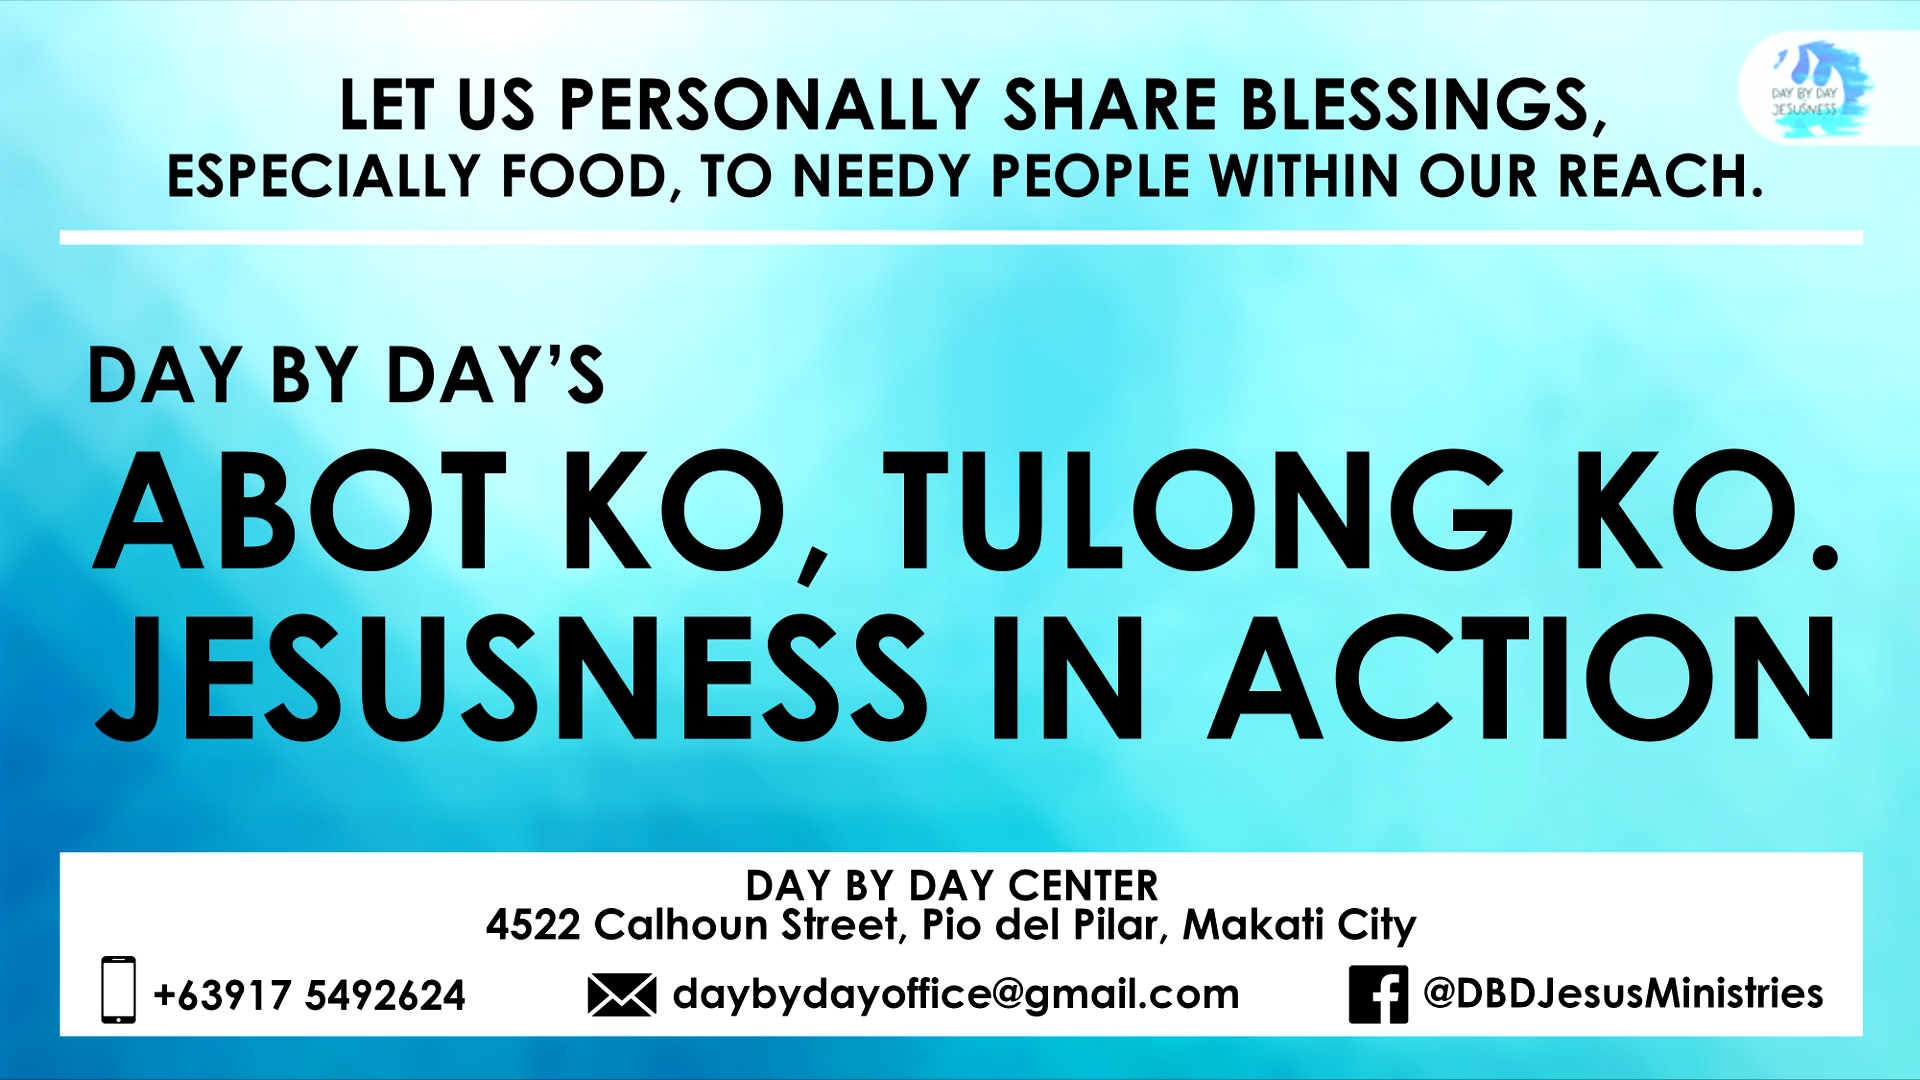 LET US PERSONALLY SHARE BLESSINGS,
ESPECIALLY FOOD, TO NEEDY PEOPLE WITHIN OUR REACH.
DAY BY DAY
JESUSNESS
DAY BY DAY’S
ABOT KO, TULONG KO.
JESUSNESS IN ACTION
DAY BY DAY CENTER
4522 Calhoun Street, Pio del Pilar, Makati City
+63917 5492624
daybydayoffice@gmail.com
@DBDJesusMinistries